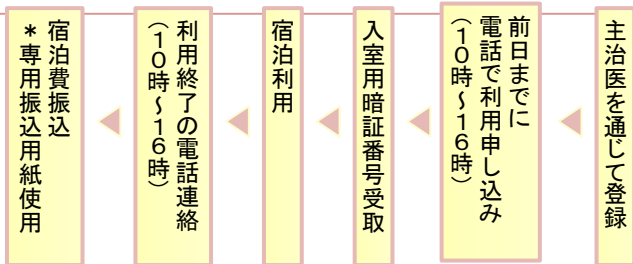 主治医を通じて登録
前日までに
電話で利用申し込み
(10時~16時)
入室用暗証番号受取
宿泊利用
利用終了の電話連絡
(10時~16時)
宿泊費振込
*専用振込用紙使用